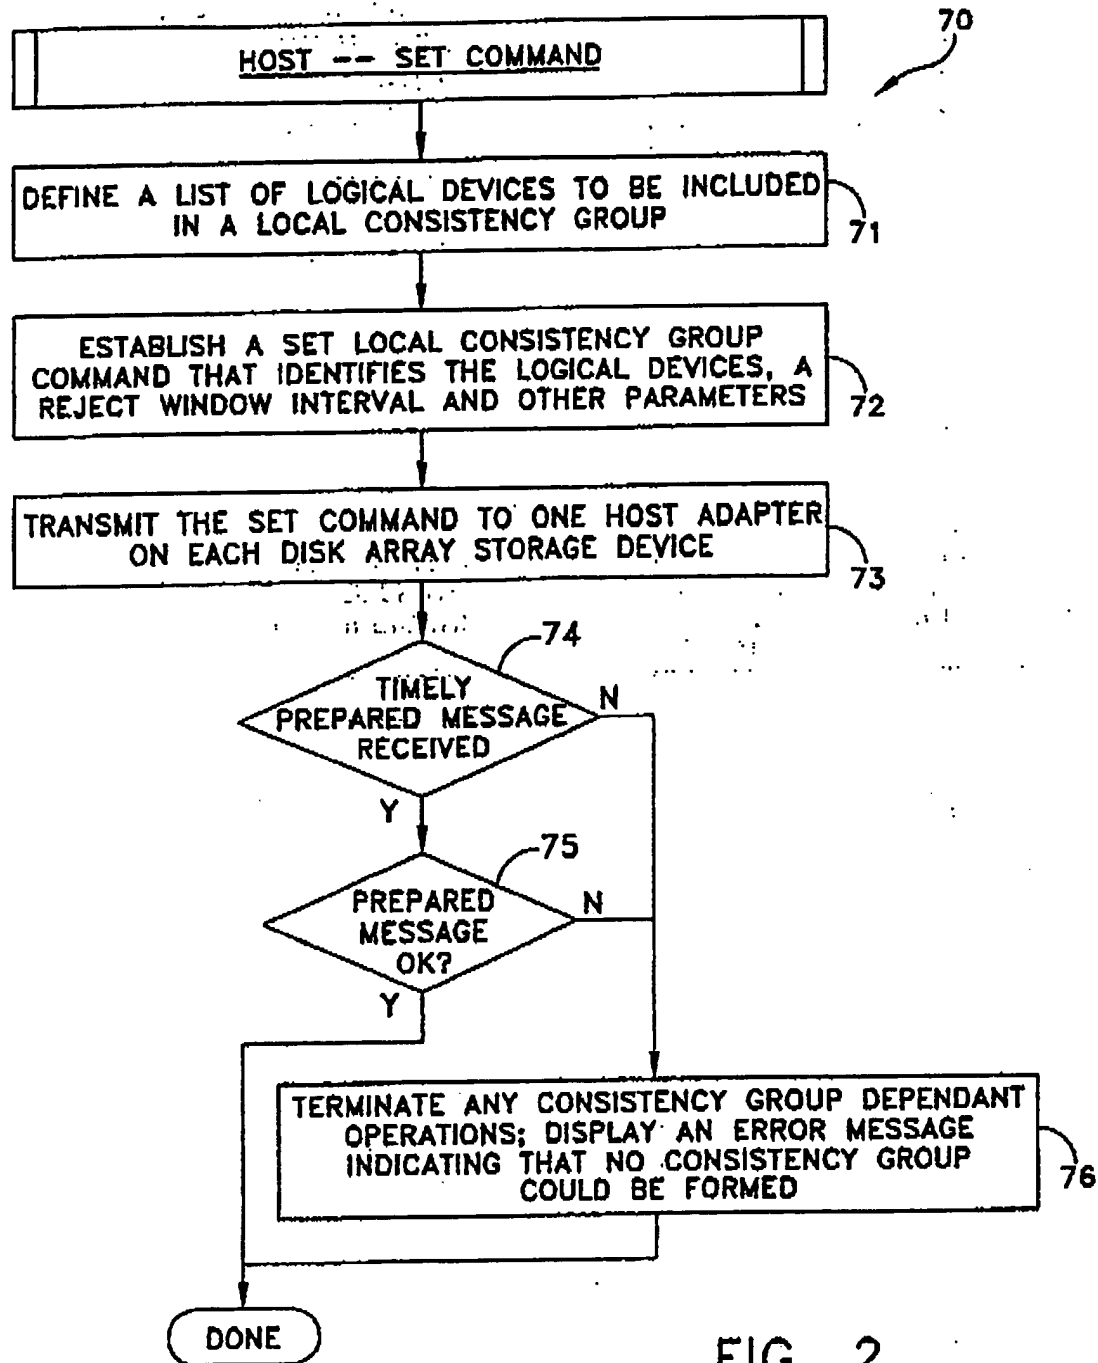 70
HOST -- SET COMMAND
DEFINE A LIST OF LOGICAL DEVICES TO BE INCLUDED
IN A LOCAL CONSISTENCY GROUP
71
ESTABLISH A SET LOCAL CONSISTENCY GROUP
COMMAND THAT IDENTIFIES THE LOGICAL DEVICES, A
REJECT WINDOW INTERVAL AND OTHER PARAMETERS
72
TRANSMIT THE SET COMMAND TO ONE HOST ADAPTER
ON EACH DISK ARRAY STORAGE DEVICE
73
74
TIMELY
PREPARED MESSAGE
RECEIVED
N
Y
75
PREPARED
MESSAGE
OK?
N
Y
TERMINATE ANY CONSISTENCY GROUP DEPENDANT
OPERATIONS; DISPLAY AN ERROR MESSAGE
INDICATING THAT NO CONSISTENCY GROUP
COULD BE FORMED
76
DONE
FIG. 2